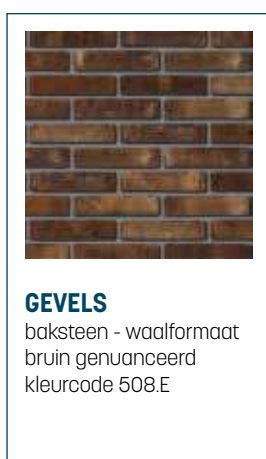 GEVELS
baksteen - waalformaat
bruin genuanceerd
kleurcode 508.E